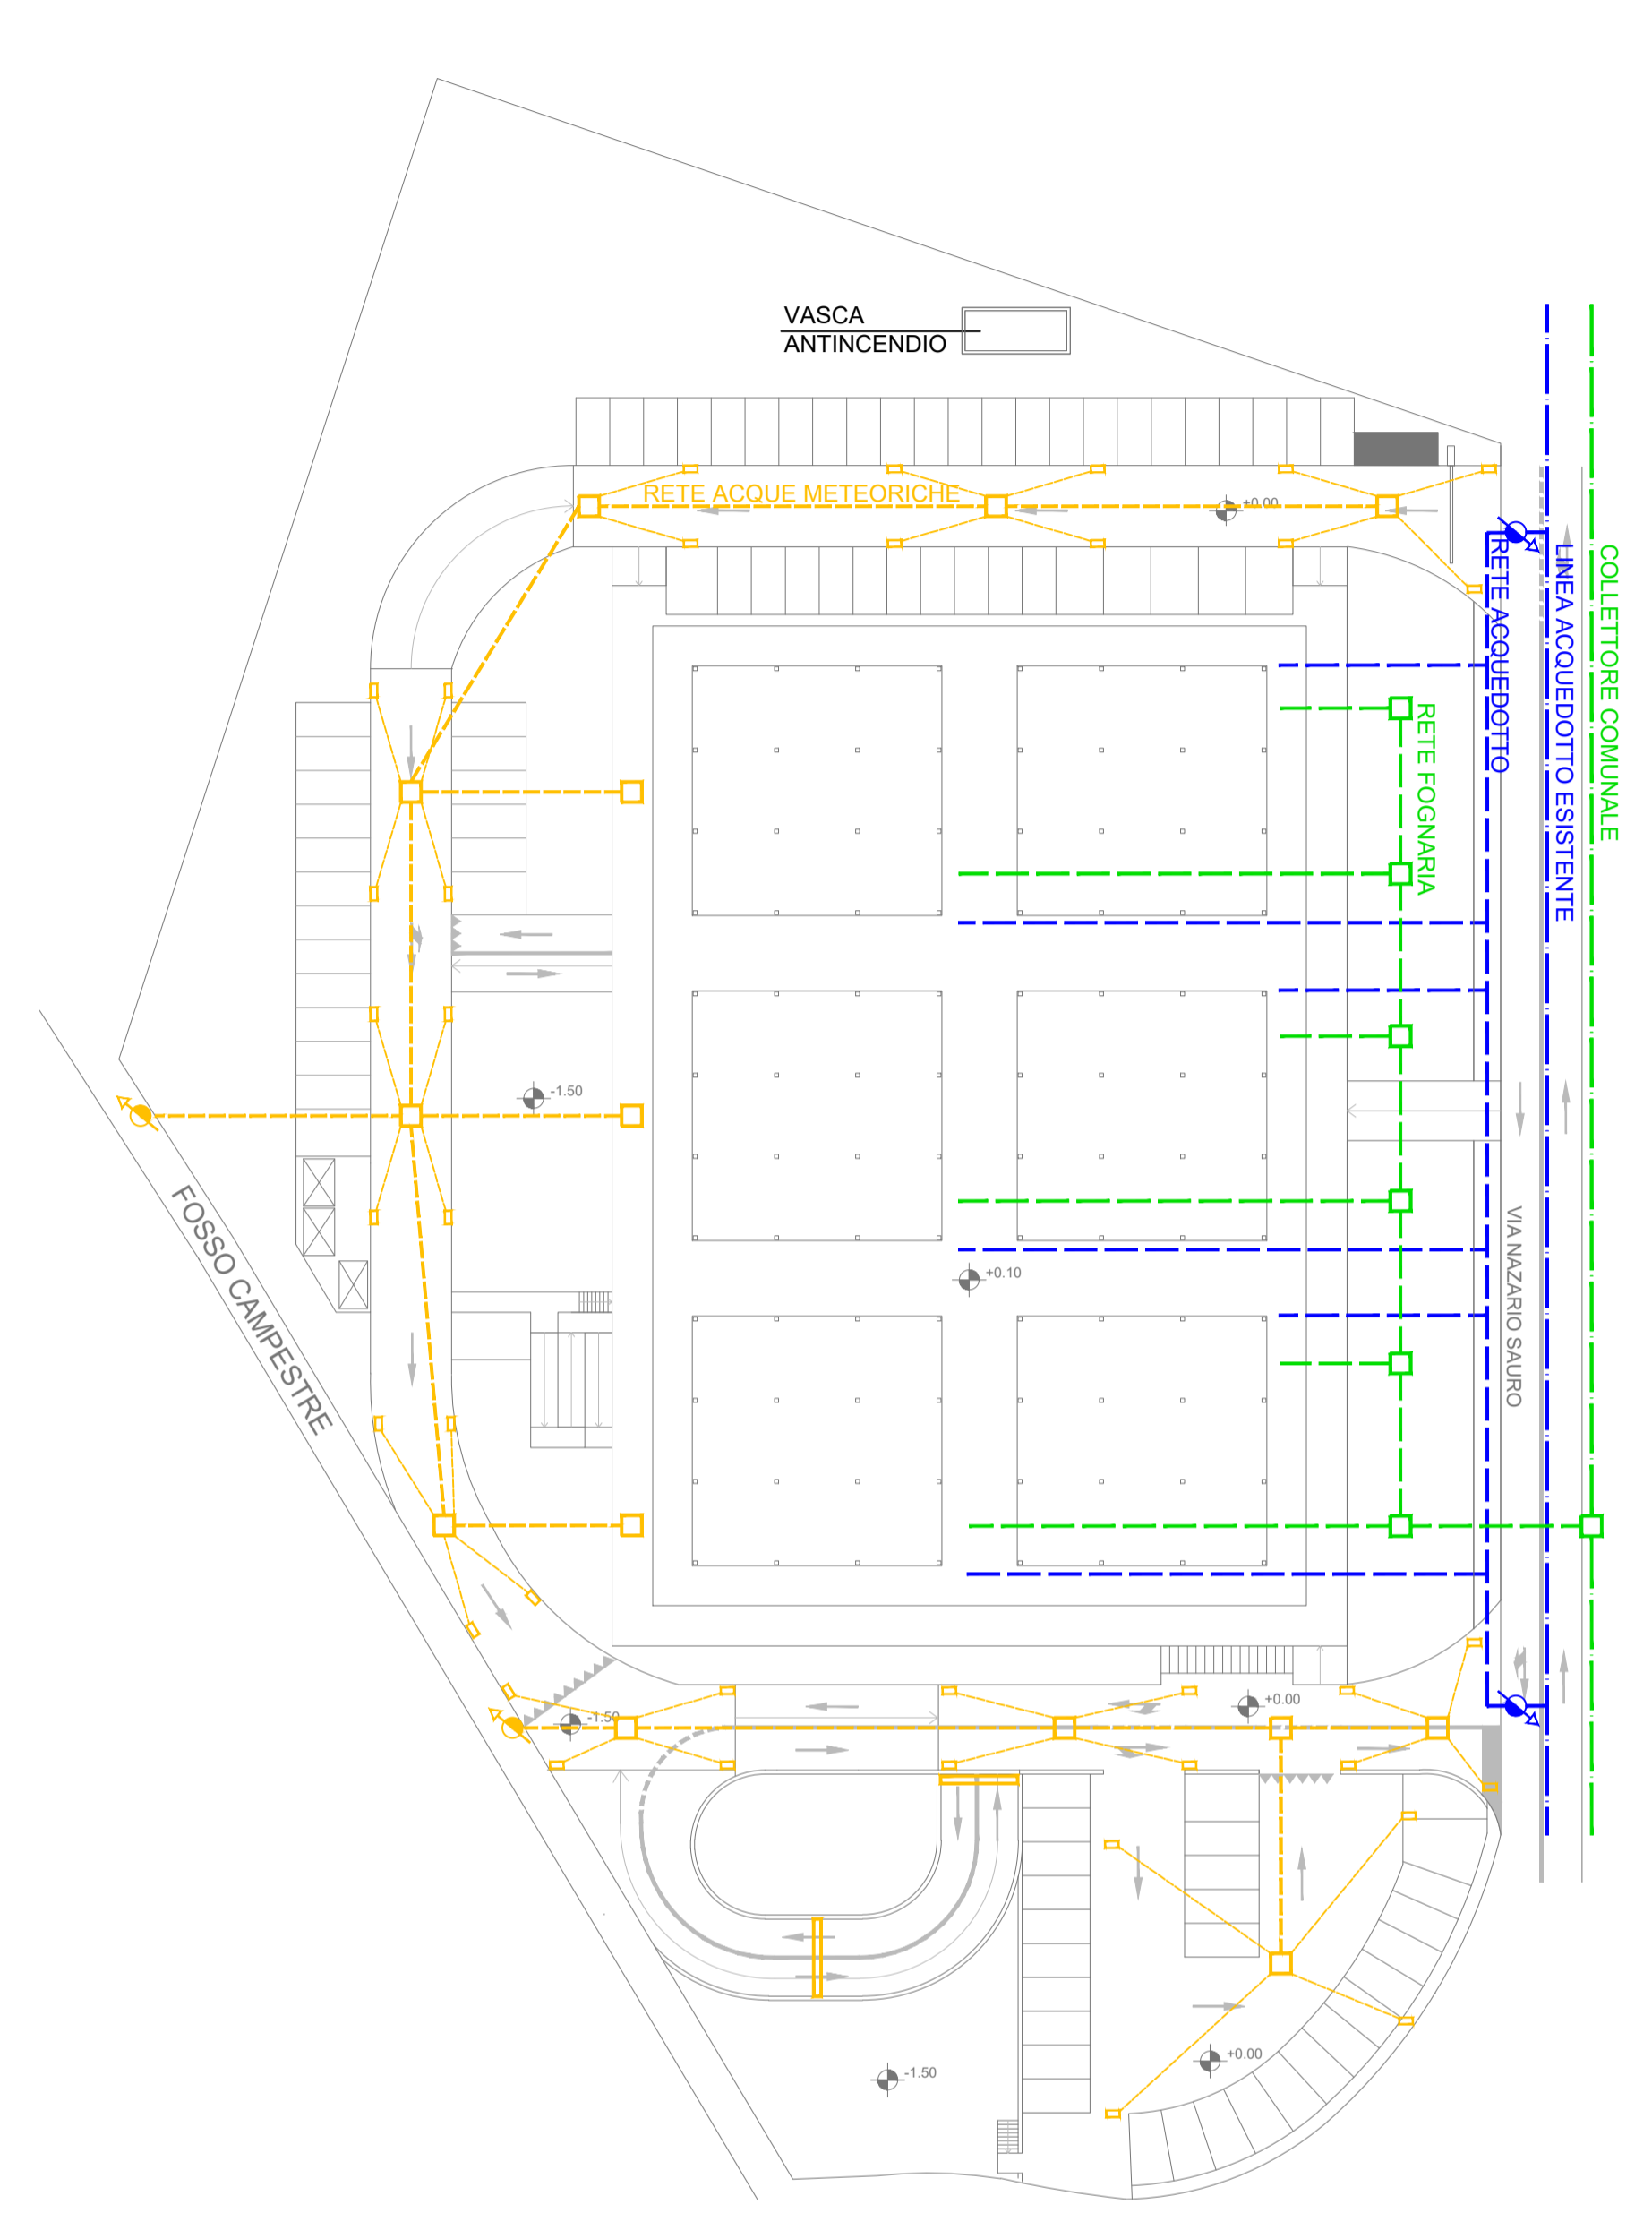 VASCA
ANTINCENDIO
RETE ACQUE METEORICHE
+0.00
RETE ACQUEDOTTO
LINEA ACQUEDOTTO ESISTENTE
COLLETTORE COMUNALE
RETE FOGNARIA
-1.50
FOSSO CAMPESTRE
+0.10
VIA NAZARIO SAURO
+0.00
-1.50
+0.00
-1.50